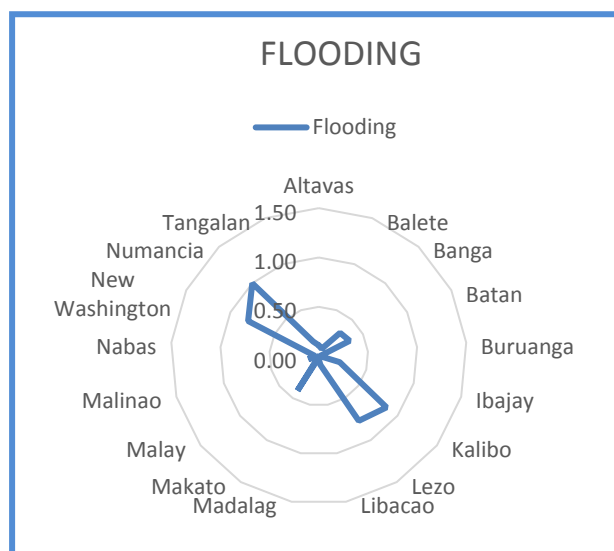 FLOODING
Flooding
Altavas
Balete
Banga
Batan
Buruanga
Ibajay
Kalibo
Lezo
Libacao
Madalag
Makato
Malay
Malinao
Nabas
New
Washington
Numancia
Tangalan
1.50
1.00
0.50
0.00